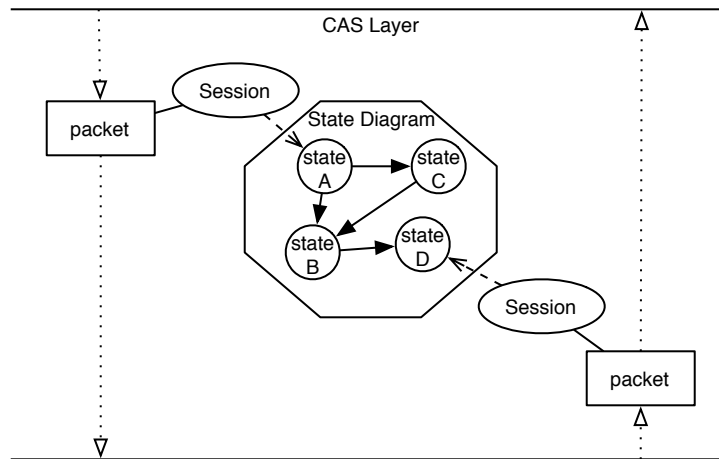 CAS Layer
Session
packet
State Diagram
state
A
state
C
state
B
state
D
Session
packet